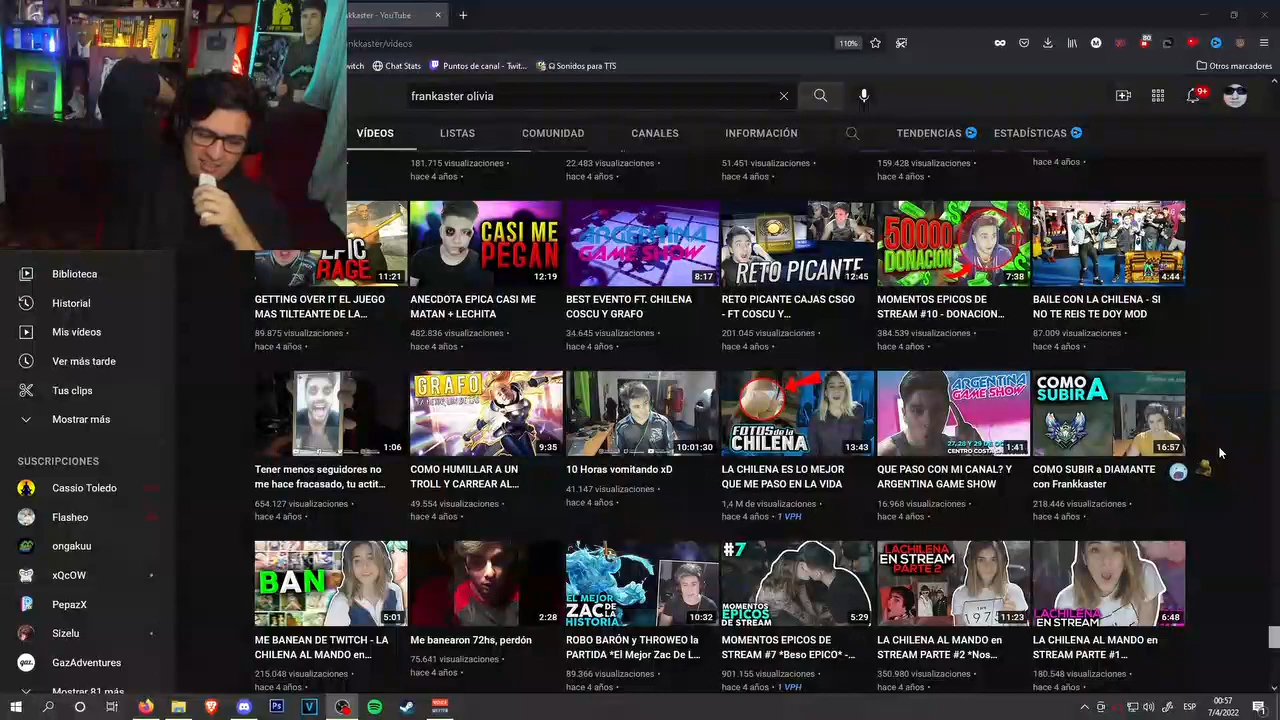 nkkaster - YouTube
nkkaster/videos
110%
itch
Chat Stats
Puntos de canal - Twit...
Sonidos para TTS
Otros marcadores
frankaster olivia
9+
VÍDEOS
LISTAS
COMUNIDAD
CANALES
INFORMACIÓN
TENDENCIAS
ESTADÍSTICAS
181.715 visualizaciones •
hace 4 años •
22.483 visualizaciones •
hace 4 años •
51.451 visualizaciones •
hace 4 años •
159.428 visualizaciones •
hace 4 años •
hace 4 años •
EPIC
RAGE
11:21
CASI ME
PEGAN
12:19
ARGENTINA
GAME SHOW
8:17
RETO PICANTE
12:45
50000
DONACION
7:38
4:44
GETTING OVER IT EL JUEGO
MAS TILTEANTE DE LA...
89.875 visualizaciones •
hace 4 años •
ANECDOTA EPICA CASI ME
MATAN + LECHITA
482.836 visualizaciones •
hace 4 años •
BEST EVENTO FT. CHILENA
COSCU Y GRAFO
34.645 visualizaciones •
hace 4 años •
RETO PICANTE CAJAS CSGO
- FT COSCU Y...
201.045 visualizaciones •
hace 4 años •
MOMENTOS EPICOS DE
STREAM #10 - DONACION...
384.539 visualizaciones •
hace 4 años •
BAILE CON LA CHILENA - SI
NO TE REIS TE DOY MOD
87.009 visualizaciones •
hace 4 años •
Biblioteca
Historial
Mis vídeos
Ver más tarde
Tus clips
Mostrar más
SUSCRIPCIONES
Cassio Toledo
Flasheo
ongakuu
xQcOW
PepazX
Sizelu
GazAdventures
Mostrar 81 más
1:06
GRAFO
9:35
10:01:30
FOTOS de la
CHILENA
13:43
ARGENTINA
GAME SHOW
1:41
COMO
SUBIR A
16:57
Tener menos seguidores no
me hace fracasado, tu actit...
654.127 visualizaciones •
hace 4 años •
COMO HUMILLAR A UN
TROLL Y CARREAR AL...
49.554 visualizaciones •
hace 4 años •
10 Horas vomitando xD
41.147 visualizaciones •
hace 4 años •
LA CHILENA ES LO MEJOR
QUE ME PASO EN LA VIDA
1,4 M de visualizaciones •
hace 4 años • 1 VPH
QUE PASO CON MI CANAL? Y
ARGENTINA GAME SHOW
16.968 visualizaciones •
hace 4 años •
COMO SUBIR a DIAMANTE
con Frankkaster
218.446 visualizaciones •
hace 4 años •
BAN
5:01
2:28
EL MEJOR
ZAC DE
LA
HISTORIA
10:32
#7
MOMENTOS
EPICOS
DE STREAM
5:29
LACHILENA
EN STREAM
PARTE 2
197
11:23
LACHILENA
EN STREAM
6:48
ME BANEAN DE TWITCH - LA
CHILENA AL MANDO en...
215.048 visualizaciones •
hace 4 años •
Me banearon 72hs, perdón
75.641 visualizaciones •
hace 4 años •
ROBO BARÓN y THROWEO la
PARTIDA *El Mejor Zac De L...
89.366 visualizaciones •
hace 4 años •
MOMENTOS EPICOS DE
STREAM #7 *Beso EPICO* -...
901.155 visualizaciones •
hace 4 años • 1 VPH
LA CHILENA AL MANDO en
STREAM PARTE #2 *Nos...
350.980 visualizaciones •
hace 4 años •
LA CHILENA AL MANDO en
STREAM PARTE #1...
180.548 visualizaciones •
hace 4 años •
ESP
00:57
7/4/2022